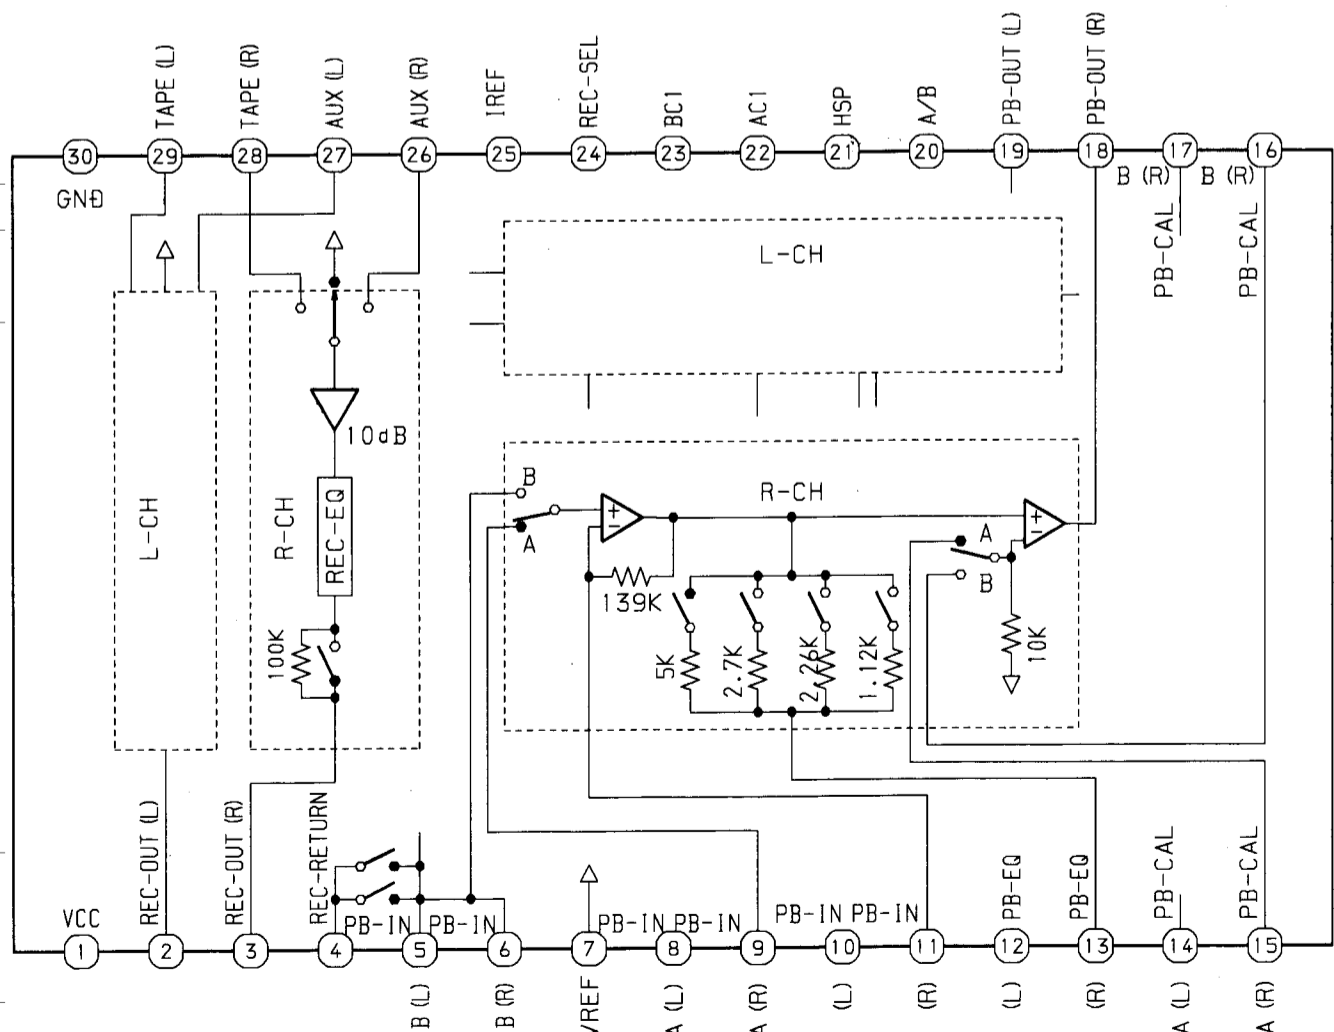 TAPE (L)
TAPE (R)
AUX (L)
AUX (R)
IREF
REC-SEL
BC1
AC1
HSP
A/B
PB-OUT (L)
PB-OUT (R)
30
29
28
27
26
25
24
23
22
21
20
19
18
17
16
GND
B (R)
B (R)
PB-CAL
PB-CAL
L-CH
10dB
L-CH
R-CH
REC-EQ
100K
B
A
+
-
R-CH
139K
5K
2.7K
2.26K
1.12K
A
B
+
-
10K
VCC
REC-OUT (L)
REC-OUT (R)
REC-RETURN
PB-IN
PB-IN
PB-IN
PB-IN
PB-IN
PB-IN
PB-EQ
PB-EQ
PB-CAL
PB-CAL
1
2
3
4
5
6
7
8
9
10
11
12
13
14
15
B (L)
B (R)
VREF
A (L)
A (R)
(L)
(R)
(L)
(R)
A (L)
A (R)